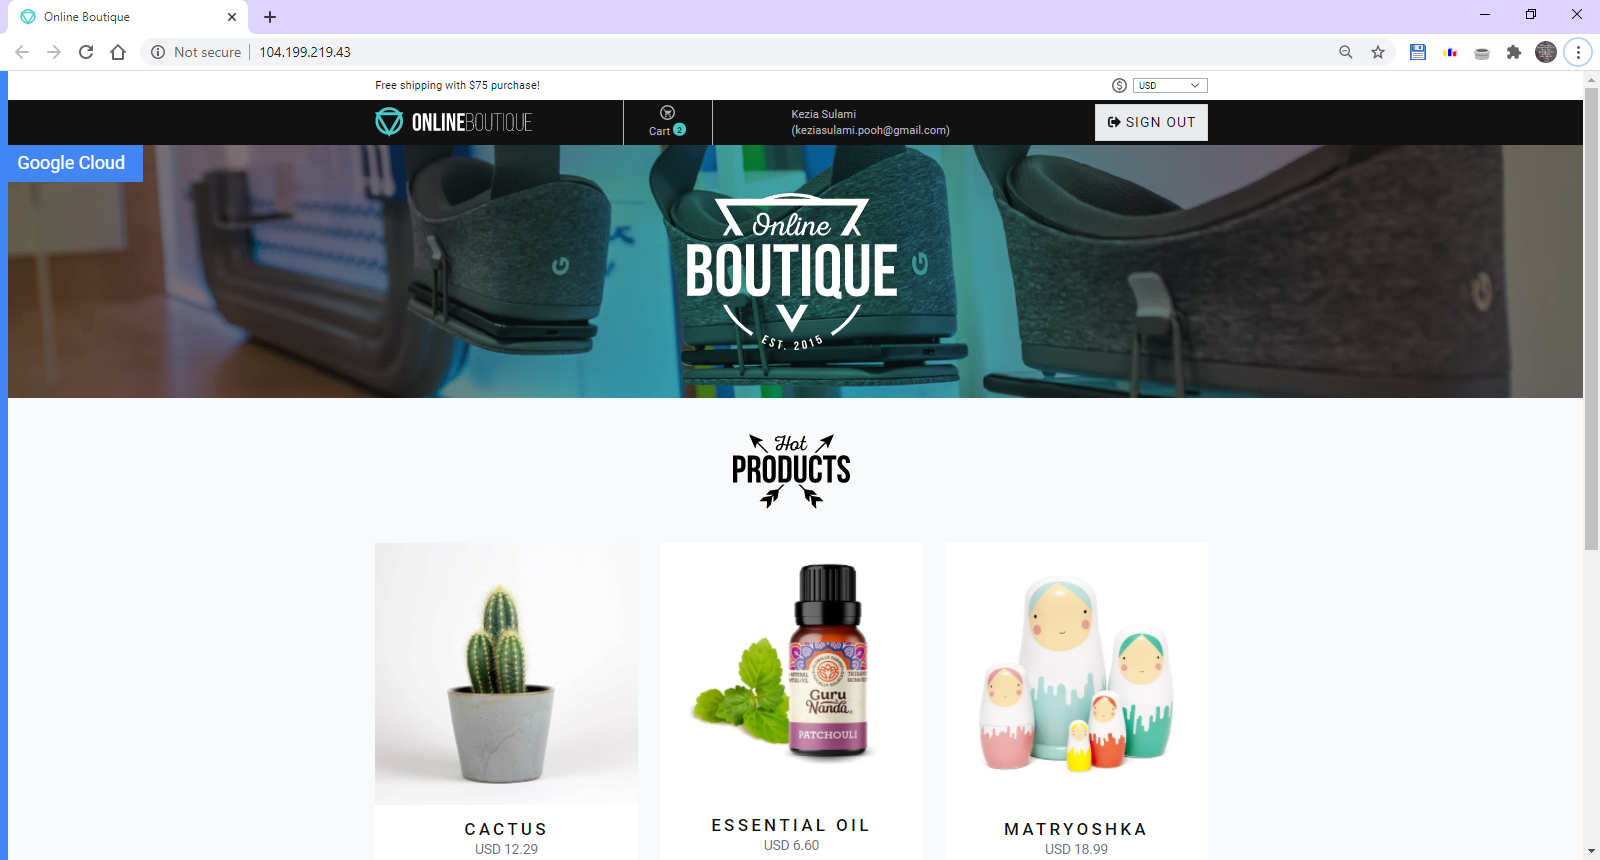 Online Boutique
Not secure
104.199.219.43
Free shipping with $75 purchase!
$
USD
ONLINEBOUTIQUE
Cart 2
Kezia Sulami
(keziasulami.pooh@gmail.com)
SIGN OUT
Google Cloud
Online
BOUTIQUE
EST. 2015
Hot
PRODUCTS
Guru
Nanda
PATCHOULI
CACTUS
USD 12.29
ESSENTIAL OIL
USD 6.60
MATRYOSHKA
USD 18.99